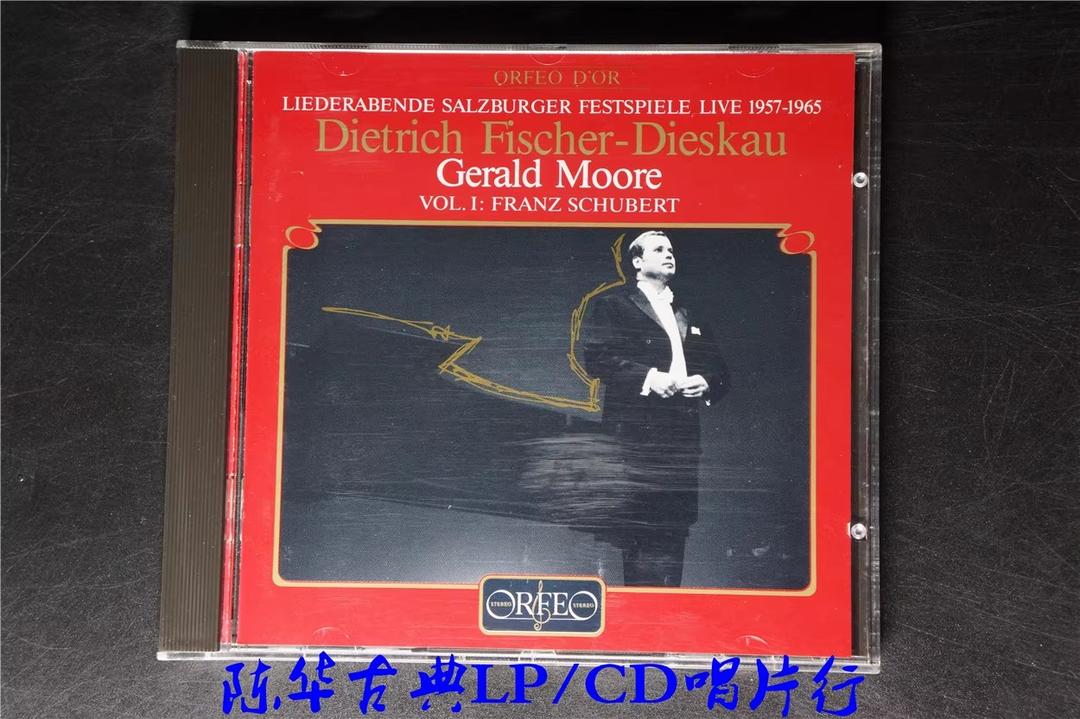 ORFEO D'OR
LIEDERABENDE SALZBURGER FESTSPIELE LIVE 1957-1965
Dietrich Fischer-Dieskau
Gerald Moore
VOL. I: FRANZ SCHUBERT
STEREO ORFEO STEREO
陈华古典LP/CD唱片行